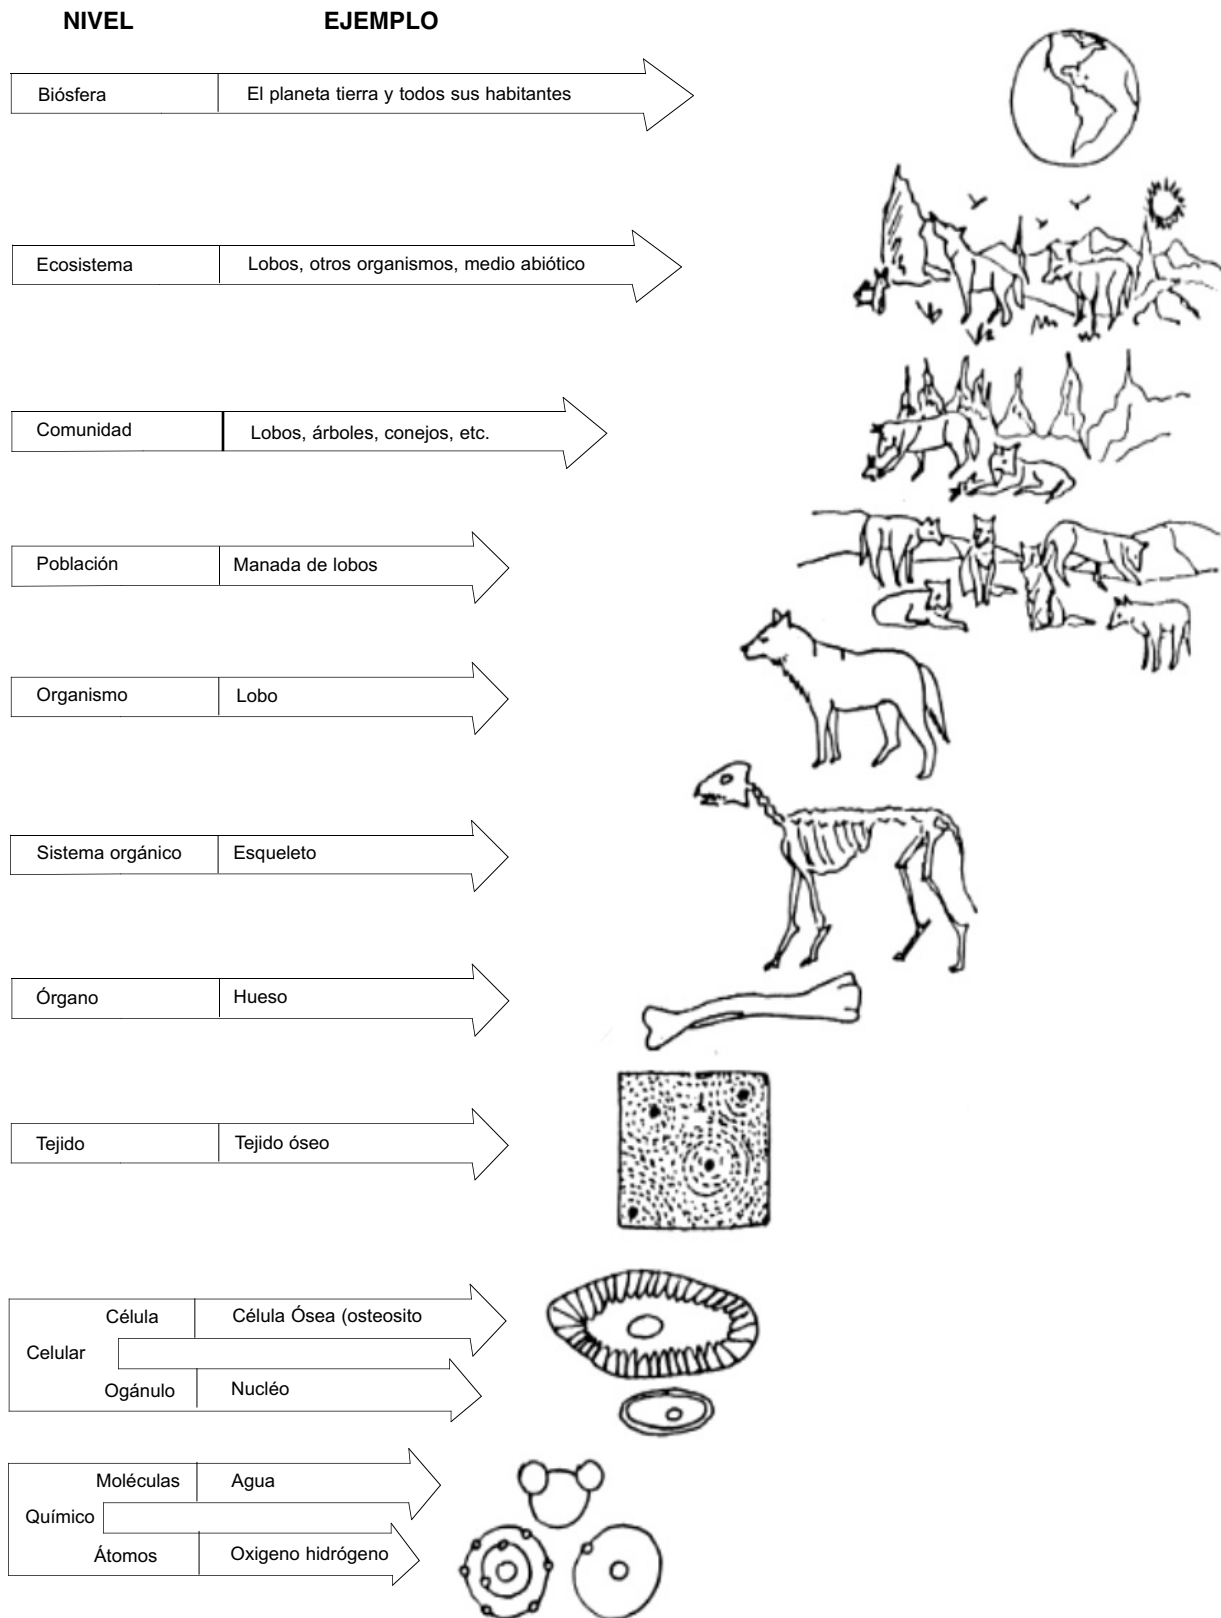 NIVEL EJEMPLO
Biósfera El planeta tierra y todos sus habitantes
Ecosistema Lobos, otros organismos, medio abiótico
Comunidad Lobos, árboles, conejos, etc.
Población Manada de lobos
Organismo Lobo
Sistema orgánico Esqueleto
Órgano Hueso
Tejido Tejido óseo
Célula Célula Ósea (osteosito
Celular
Ogánulo Nucléo
Moléculas Agua
Químico
Átomos Oxigeno hidrógeno